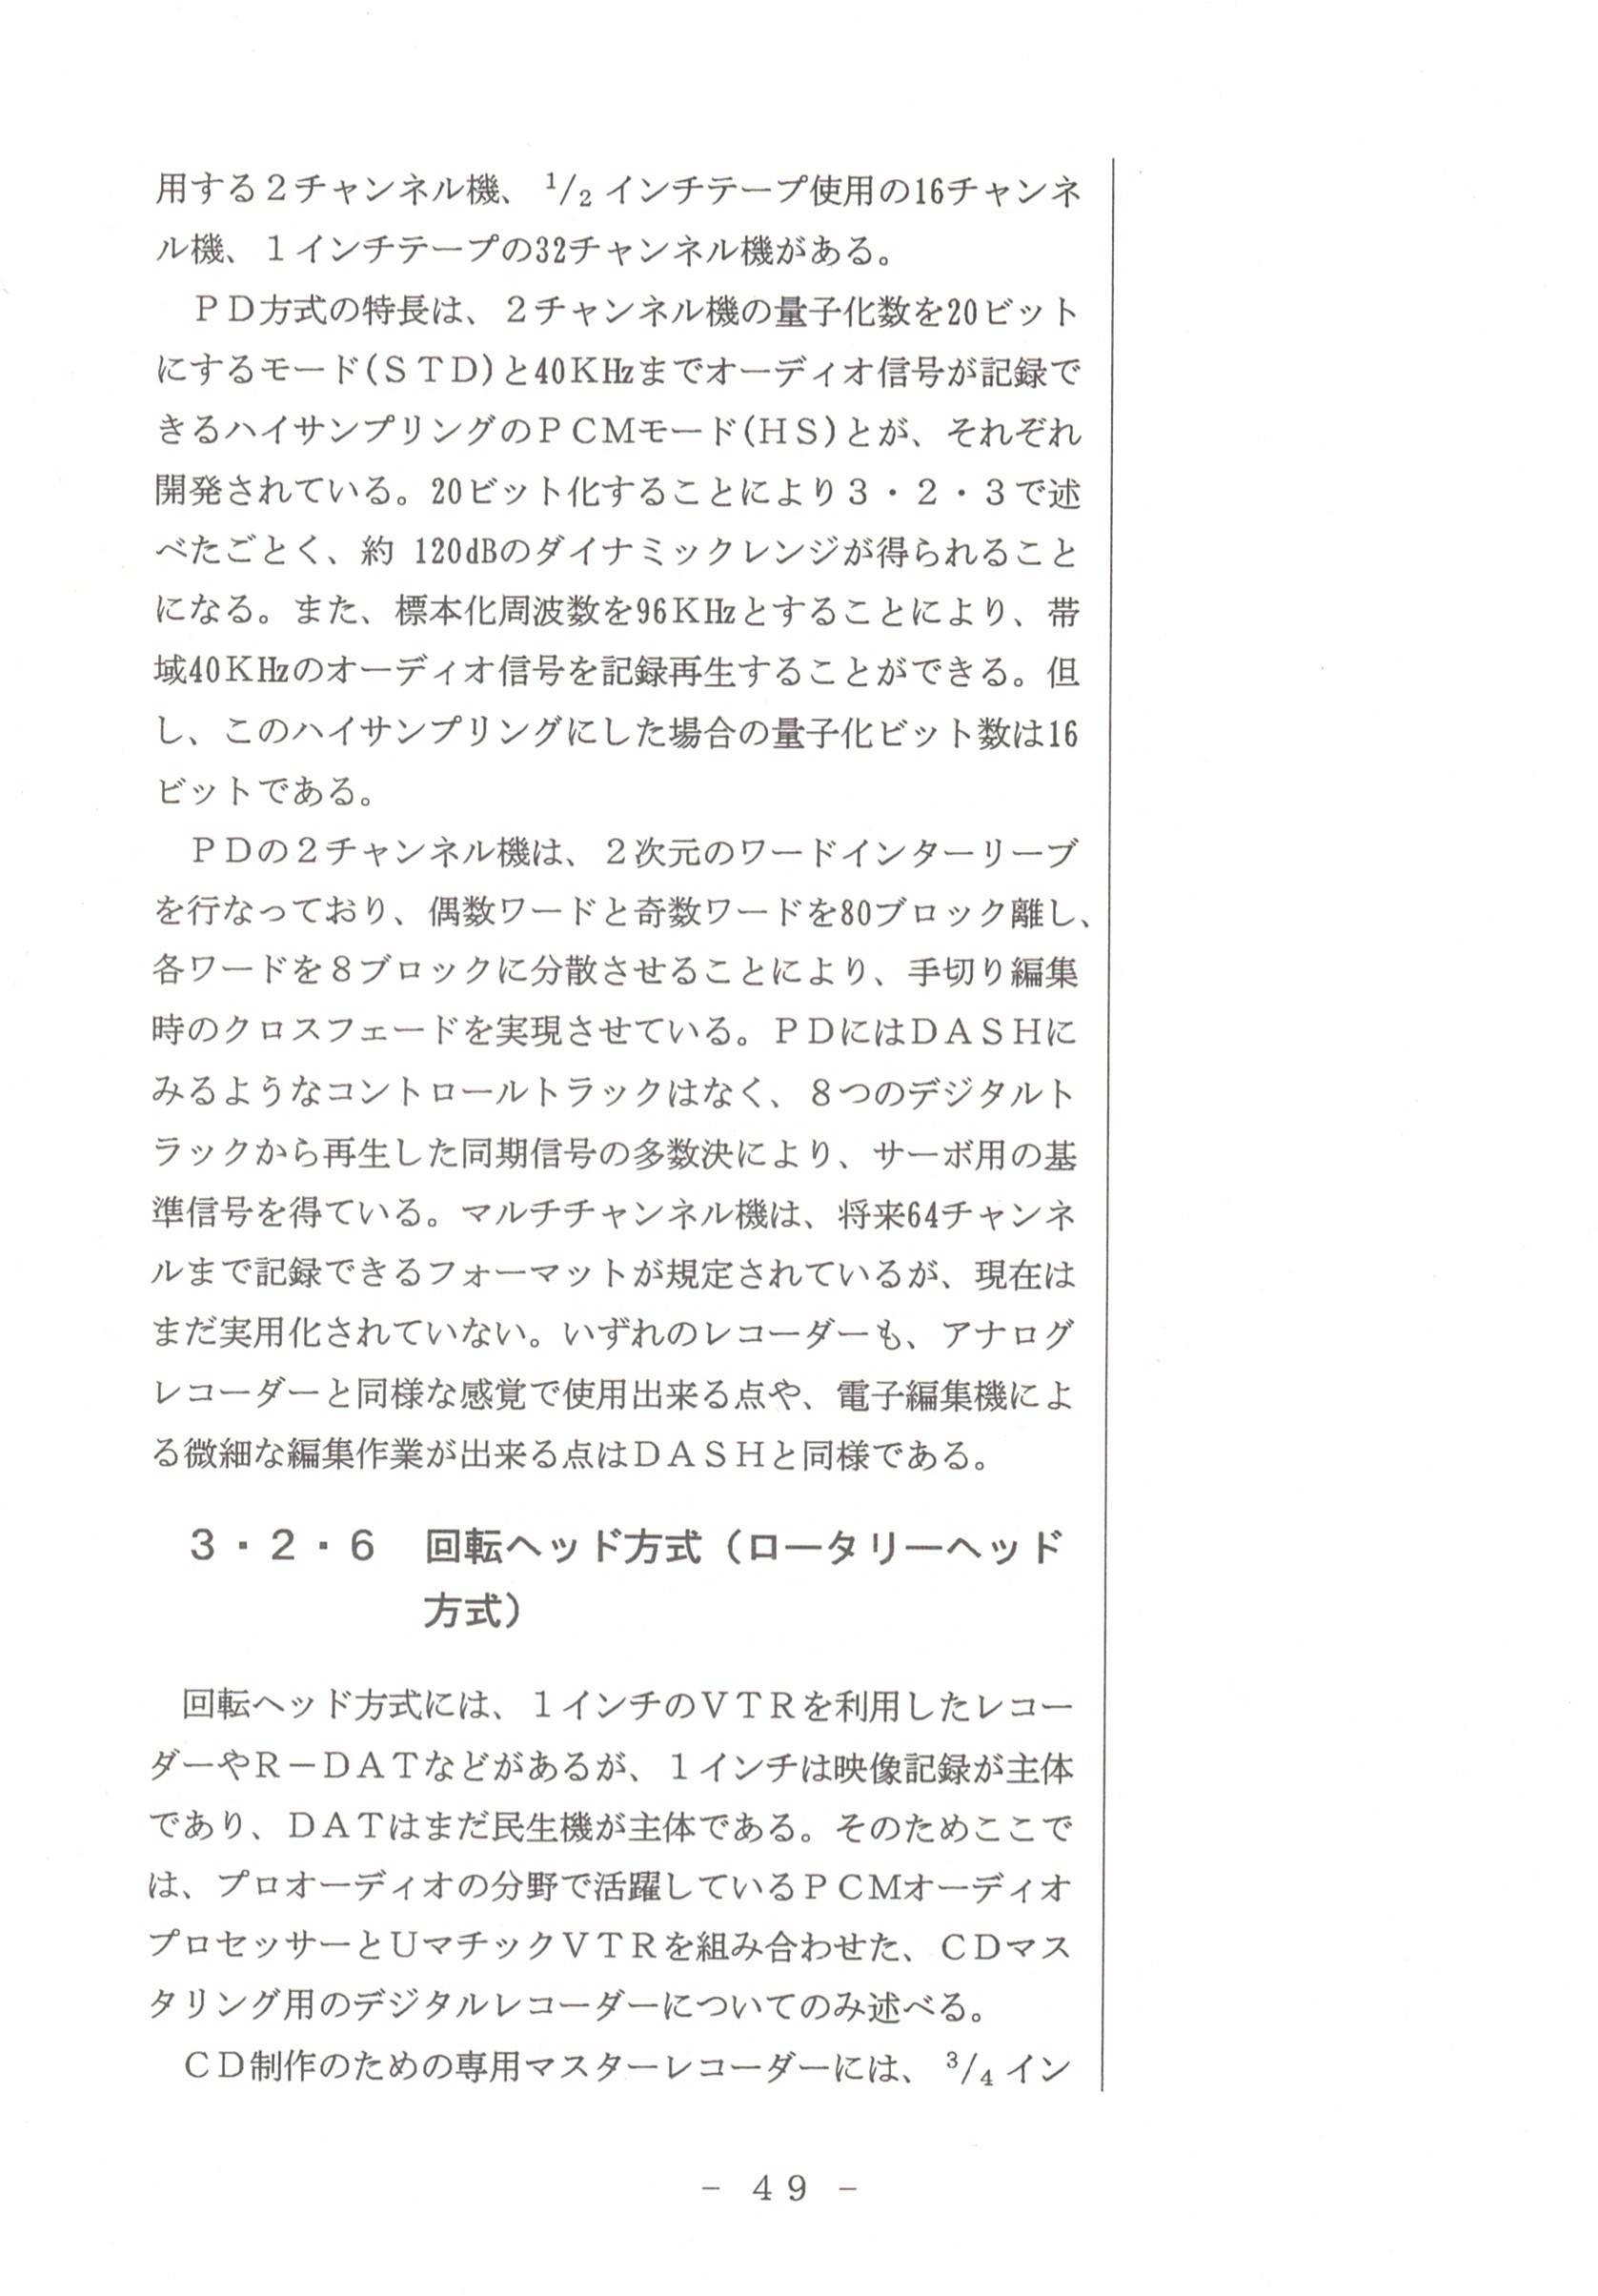 用する２チャンネル機、 1/2 インチテープ使用の16チャンネ
ル機、１インチテープの32チャンネル機がある。
　ＰＤ方式の特長は、２チャンネル機の量子化数を20ビット
にするモード(ＳＴＤ)と40ＫHzまでオーディオ信号が記録で
きるハイサンプリングのＰＣＭモード(ＨＳ)とが、それぞれ
開発されている。20ビット化することにより３・２・３で述
べたごとく、約 120dBのダイナミックレンジが得られること
になる。また、標本化周波数を96ＫHzとすることにより、帯
域40ＫHzのオーディオ信号を記録再生することができる。但
し、このハイサンプリングにした場合の量子化ビット数は16
ビットである。
　ＰＤの２チャンネル機は、２次元のワードインターリーブ
を行なっており、偶数ワードと奇数ワードを80ブロック離し、
各ワードを８ブロックに分散させることにより、手切り編集
時のクロスフェードを実現させている。ＰＤにはＤＡＳＨに
みるようなコントロールトラックはなく、８つのデジタルト
ラックから再生した同期信号の多数決により、サーボ用の基
準信号を得ている。マルチチャンネル機は、将来64チャンネ
ルまで記録できるフォーマットが規定されているが、現在は
まだ実用化されていない。いずれのレコーダーも、アナログ
レコーダーと同様な感覚で使用出来る点や、電子編集機によ
る微細な編集作業が出来る点はＤＡＳＨと同様である。
３・２・６　回転ヘッド方式（ロータリーヘッド
方式）
　回転ヘッド方式には、１インチのＶＴＲを利用したレコー
ダーやＲ－ＤＡＴなどがあるが、１インチは映像記録が主体
であり、ＤＡＴはまだ民生機が主体である。そのためここで
は、プロオーディオの分野で活躍しているＰＣＭオーディオ
プロセッサーとＵマチックＶＴＲを組み合わせた、ＣＤマス
タリング用のデジタルレコーダーについてのみ述べる。
　ＣＤ制作のための専用マスターレコーダーには、 3/4 イン
－ 49 －